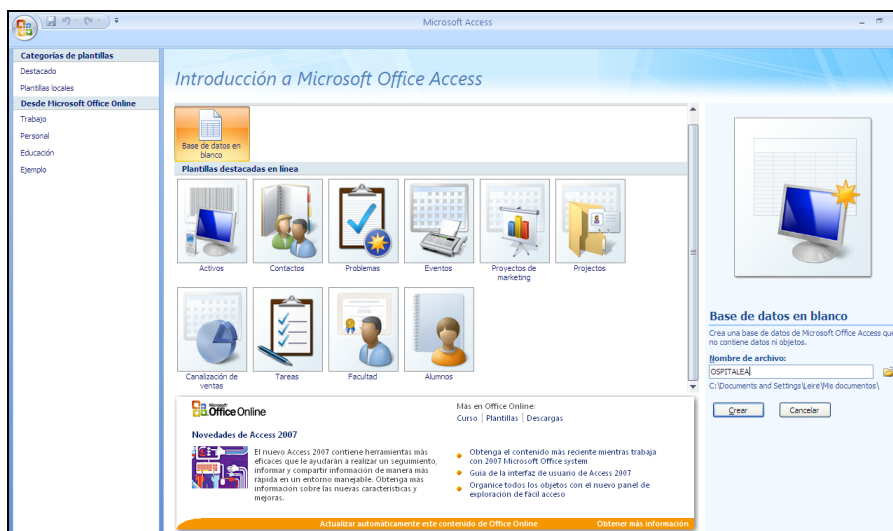 Microsoft Access
Categorías de plantillas
Destacado
Plantillas locales
Desde Microsoft Office Online
Trabajo
Personal
Educación
Ejemplo
Introducción a Microsoft Office Access
Base de datos en
blanco
Plantillas destacadas en línea
Activos
Contactos
Problemas
Eventos
Proyectos de
marketing
Projectos
Canalización de
ventas
Tareas
Facultad
Alumnos
Microsoft
Office Online
Más en Office Online:
Curso | Plantillas | Descargas
Novedades de Access 2007
El nuevo Access 2007 contiene herramientas más
eficaces que le ayudarán a realizar un seguimiento,
informar y compartir información de manera más
rápida en un entorno manejable. Obtenga más
información sobre las nuevas características y
mejoras.
Obtenga el contenido más reciente mientras trabaja
con 2007 Microsoft Office system
Guía de la interfaz de usuario de Access 2007
Organice todos los objetos con el nuevo panel de
exploración de fácil acceso
Actualizar automáticamente este contenido de Office Online
Obtener más información
Base de datos en blanco
Crea una base de datos de Microsoft Office Access que
no contiene datos ni objetos.
Nombre de archivo:
OSPITALEA
C:\Documents and Settings\Leire\Mis documentos\
Crear
Cancelar